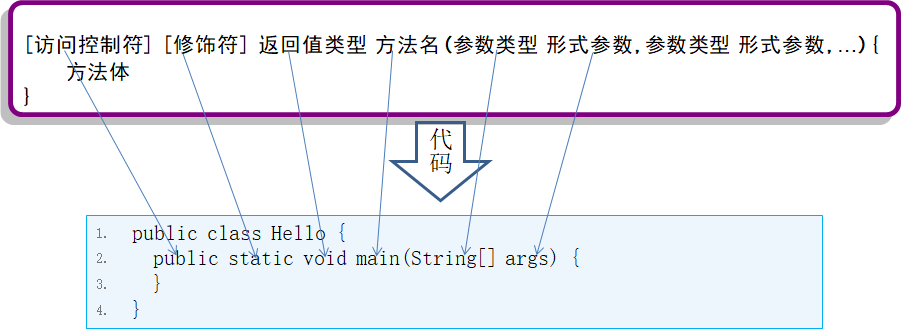 [访问控制符] [修饰符] 返回值类型 方法名(参数类型 形式参数,参数类型 形式参数,…){
方法体
}
代码
1. public class Hello {
2. public static void main(String[] args) {
3. }
4. }